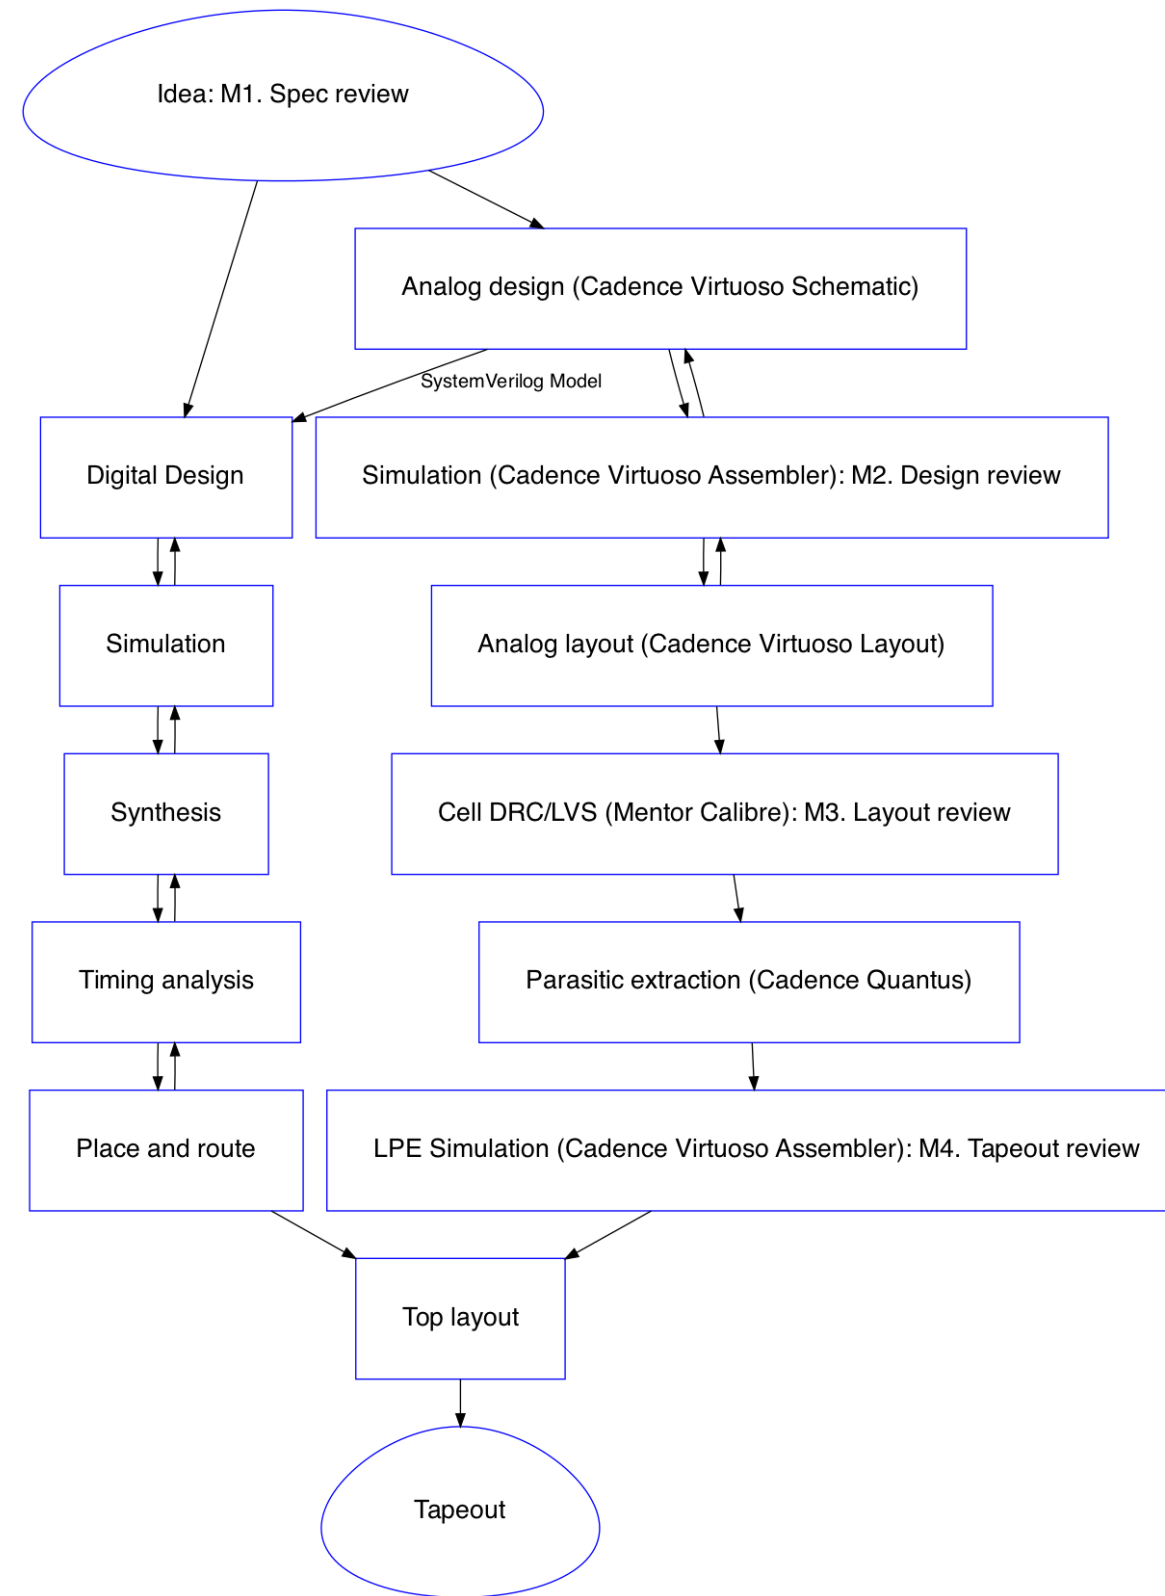 Idea: M1. Spec review
Analog design (Cadence Virtuoso Schematic)
SystemVerilog Model
Digital Design
Simulation (Cadence Virtuoso Assembler): M2. Design review
Simulation
Analog layout (Cadence Virtuoso Layout)
Synthesis
Cell DRC/LVS (Mentor Calibre): M3. Layout review
Timing analysis
Parasitic extraction (Cadence Quantus)
Place and route
LPE Simulation (Cadence Virtuoso Assembler): M4. Tapeout review
Top layout
Tapeout